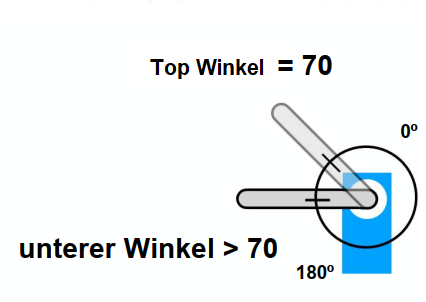 Top Winkel = 70
0º
unterer Winkel > 70
180º